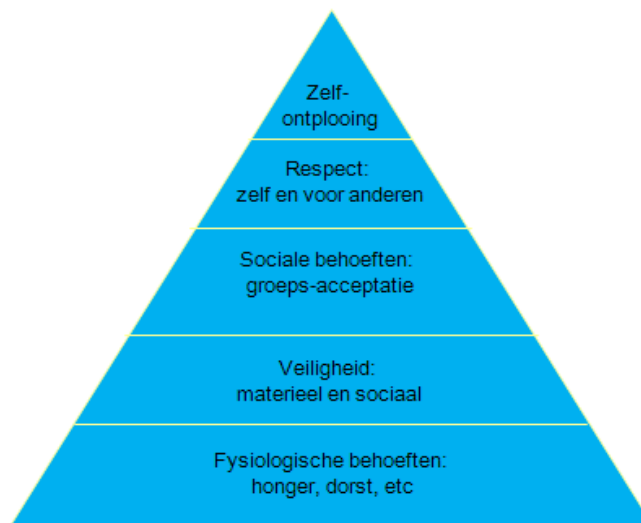 Zelf-
ontplooing
Respect:
zelf en voor anderen
Sociale behoeften:
groeps-acceptatie
Veiligheid:
materieel en sociaal
Fysiologische behoeften:
honger, dorst, etc